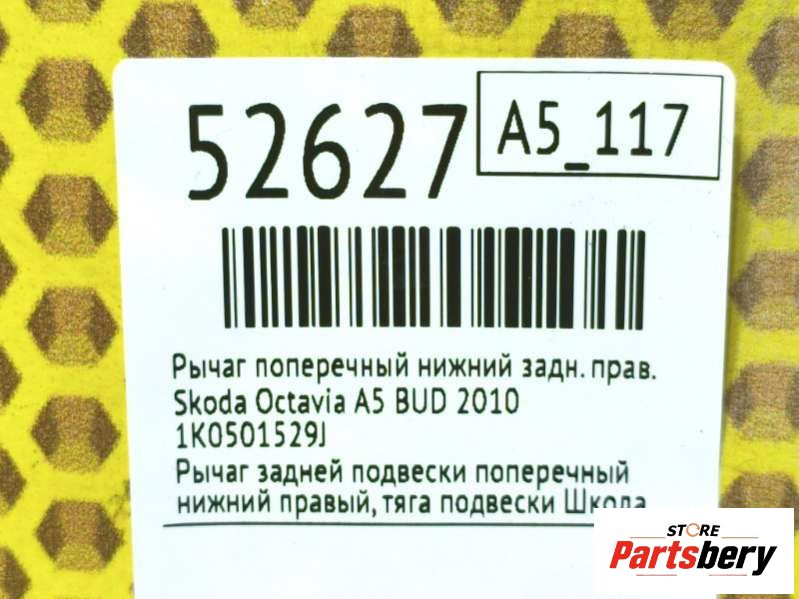 52627
A5_117
Рычаг поперечный нижний задн. прав.
Skoda Octavia A5 BUD 2010
1K0501529J
Рычаг задней подвески поперечный
нижний правый, тяга подвески Шкода
STORE
Partsbery